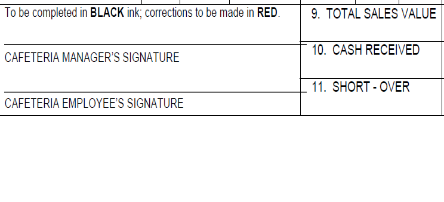 To be completed in BLACK ink; corrections to be made in RED.
9. TOTAL SALES VALUE
CAFETERIA MANAGER'S SIGNATURE
10. CASH RECEIVED
11. SHORT - OVER
CAFETERIA EMPLOYEE'S SIGNATURE